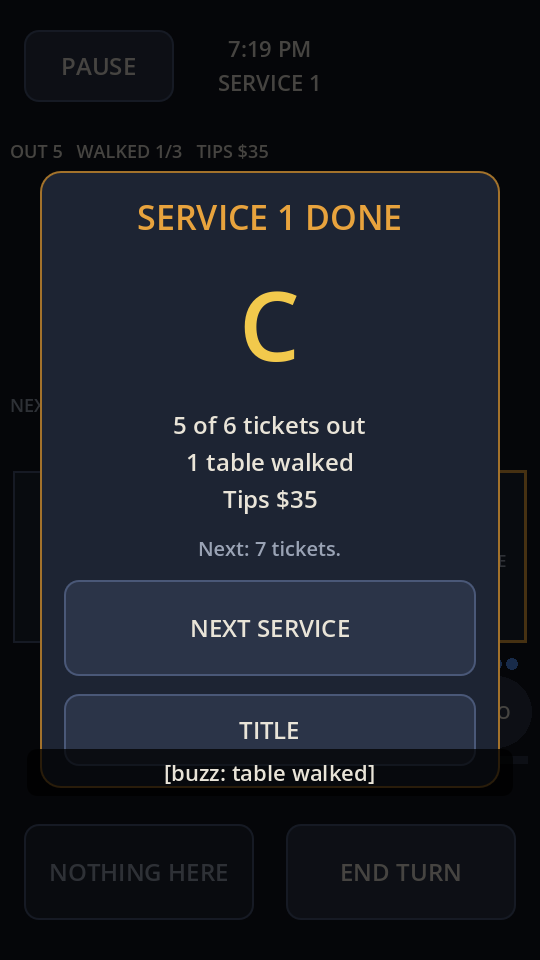 PAUSE
7:19 PM
SERVICE 1
OUT 5 WALKED 1/3 TIPS $35
SERVICE 1 DONE
C
5 of 6 tickets out
1 table walked
Tips $35
Next: 7 tickets.
NEXT SERVICE
TITLE
[buzz: table walked]
NOTHING HERE
END TURN